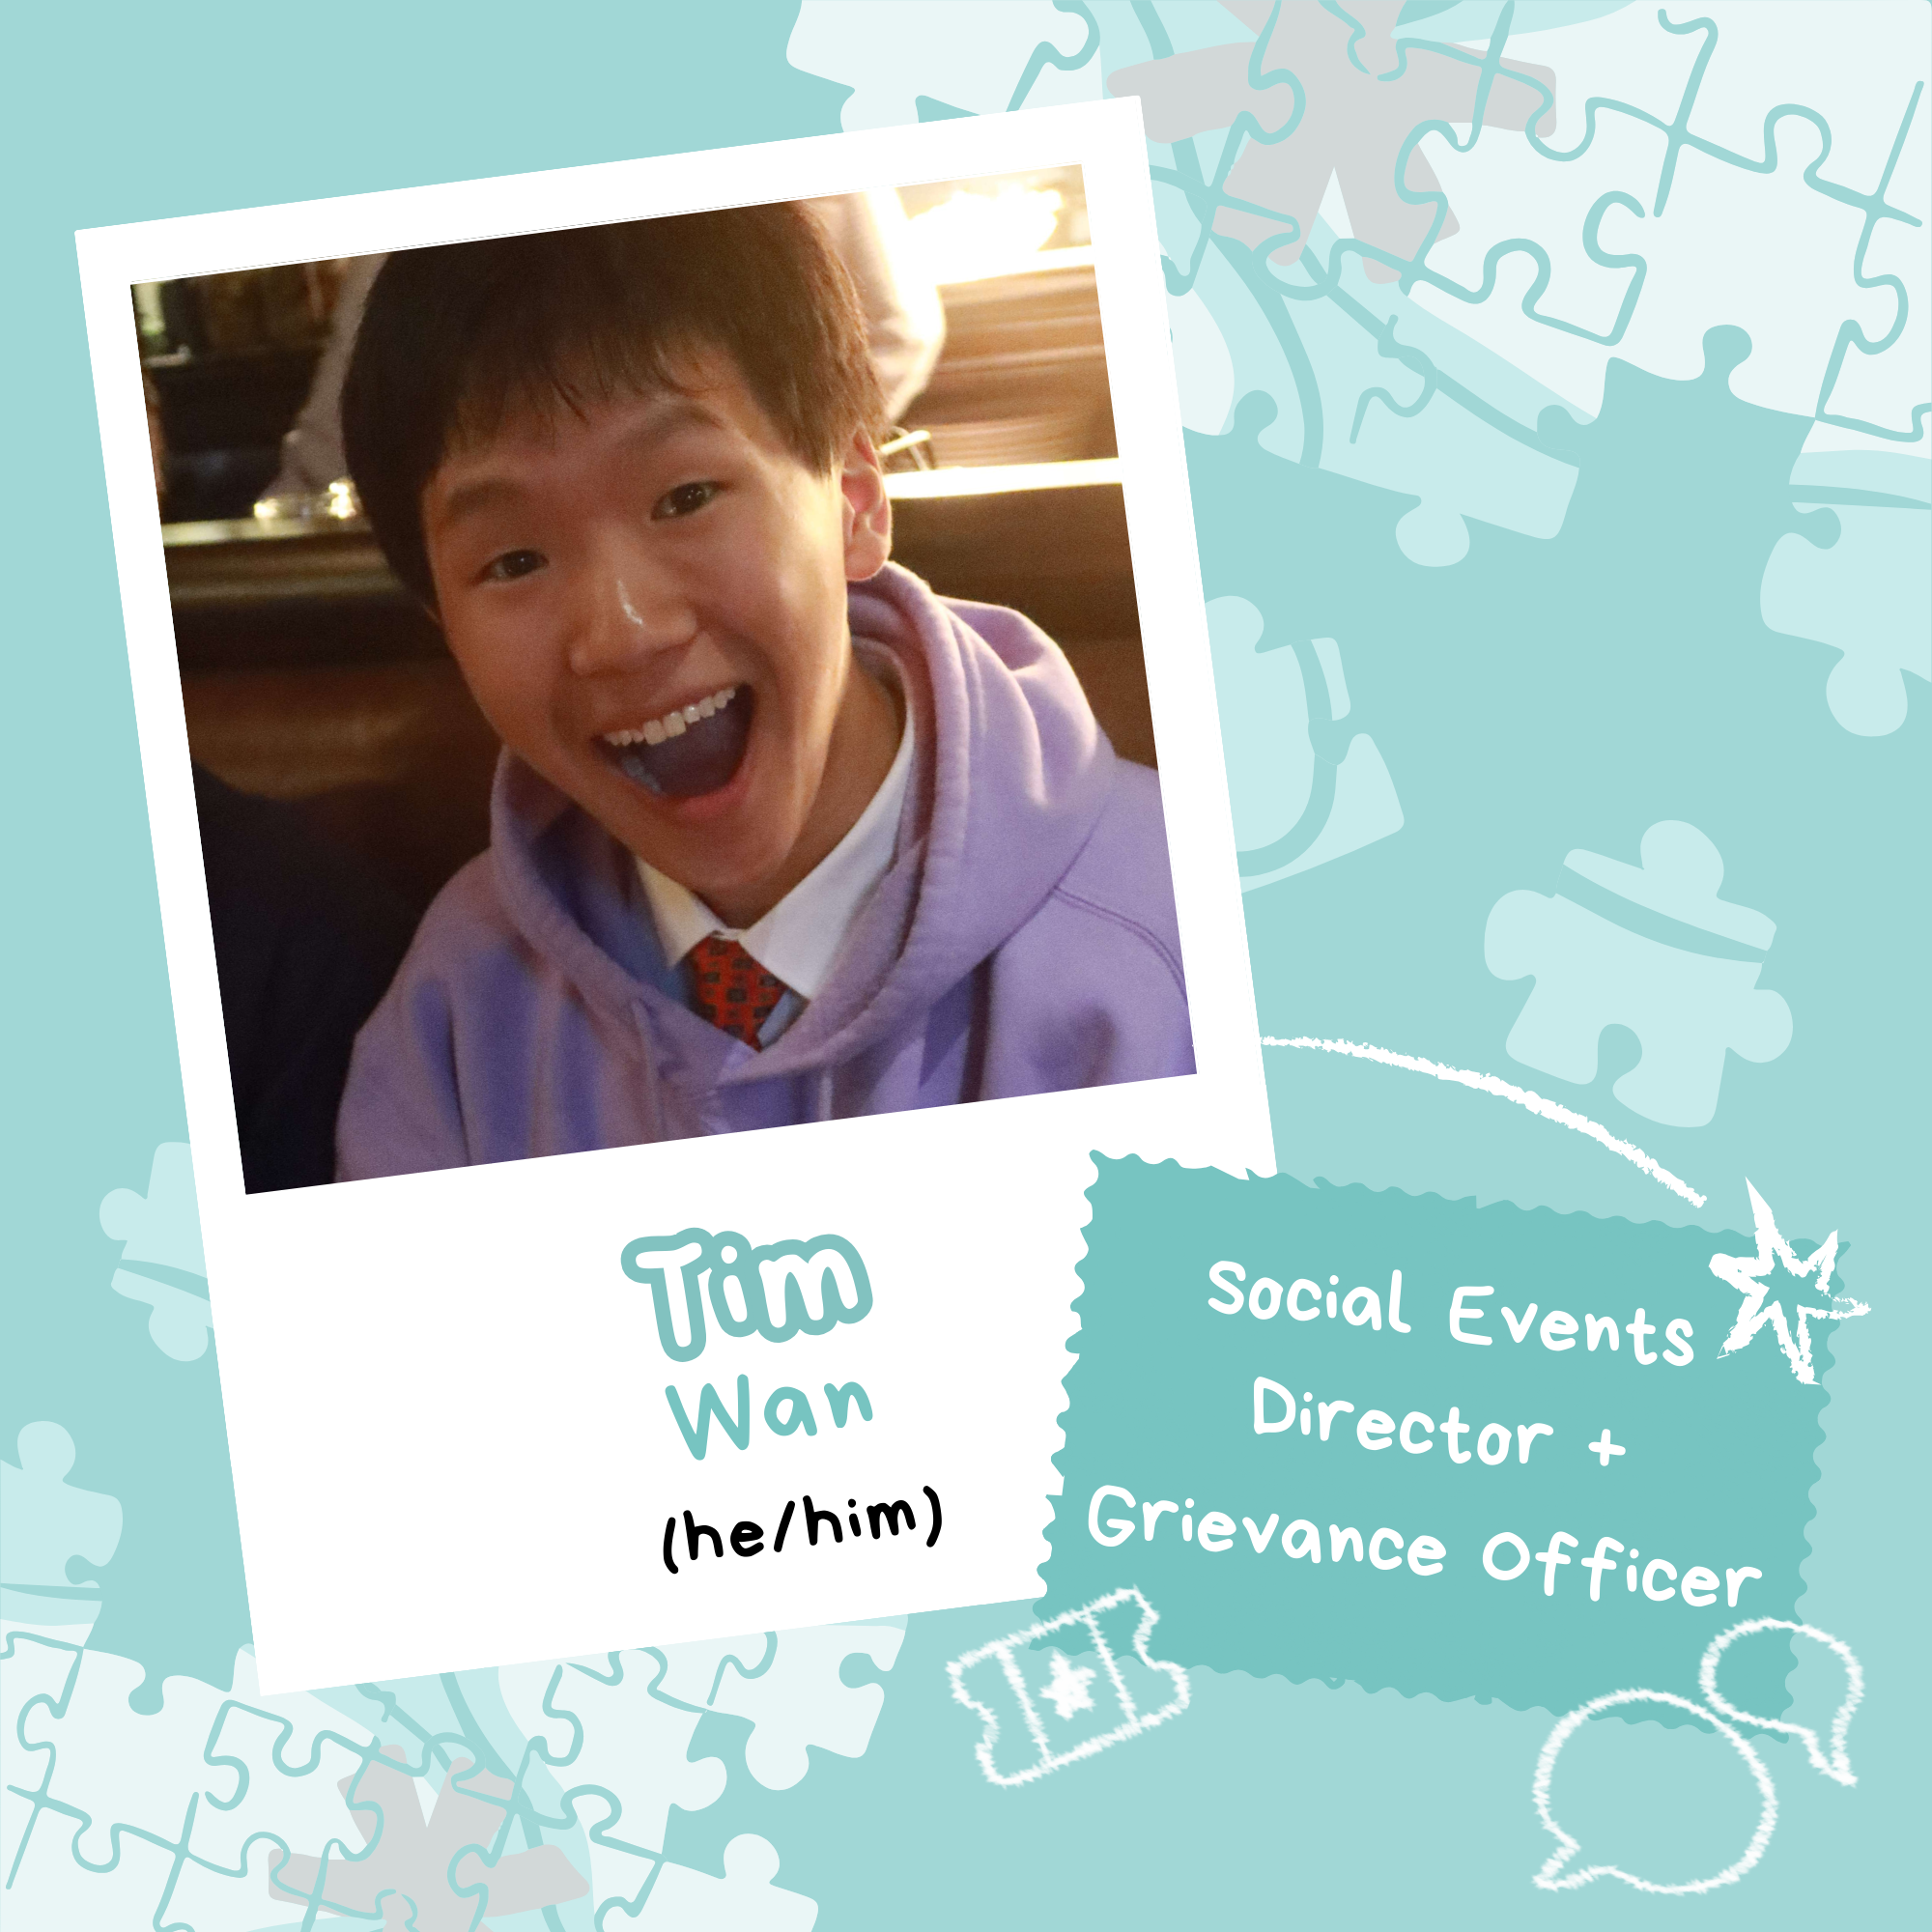 Tim
Wan
(he/him)
Social Events
Director +
Grievance Officer